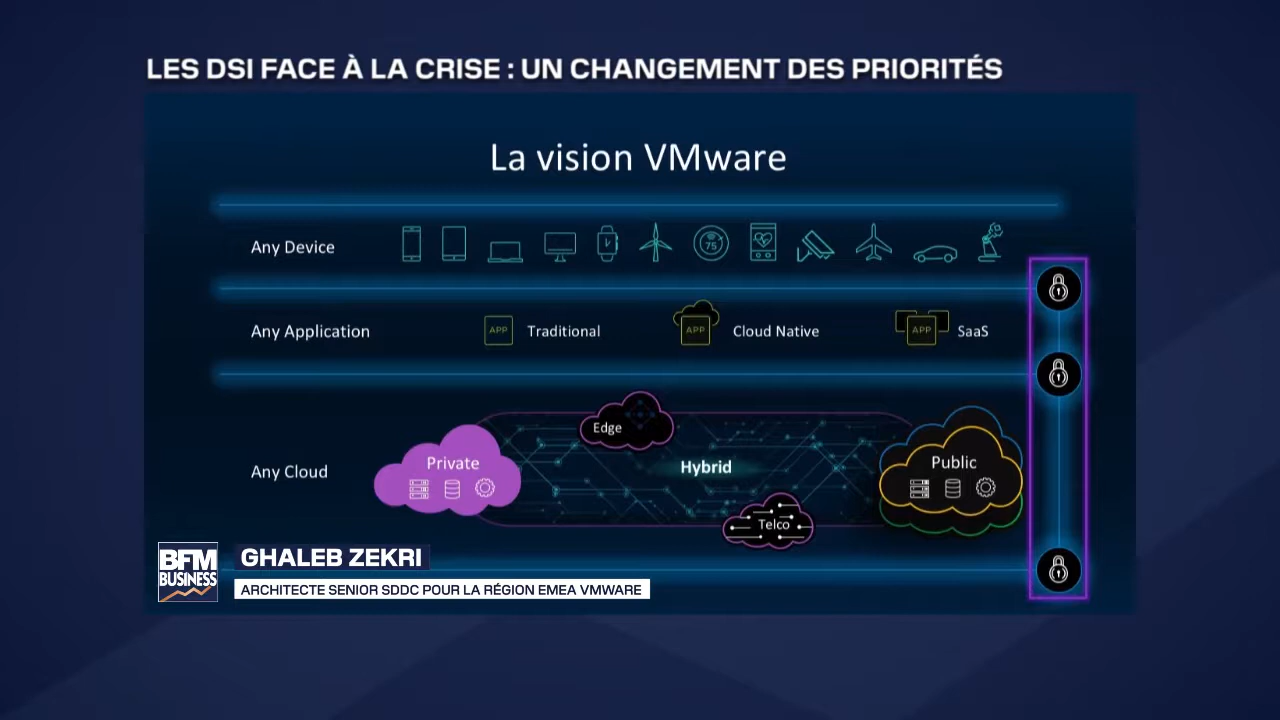 LES DSI FACE À LA CRISE : UN CHANGEMENT DES PRIORITÉS
La vision VMware
Any Device
75
Any Application
APP
Traditional
APP
Cloud Native
APP
SaaS
Any Cloud
Private
Edge
Hybrid
Telco
Public
BFM
BUSINESS
GHALEB ZEKRI
ARCHITECTE SENIOR SDDC POUR LA RÉGION EMEA VMWARE